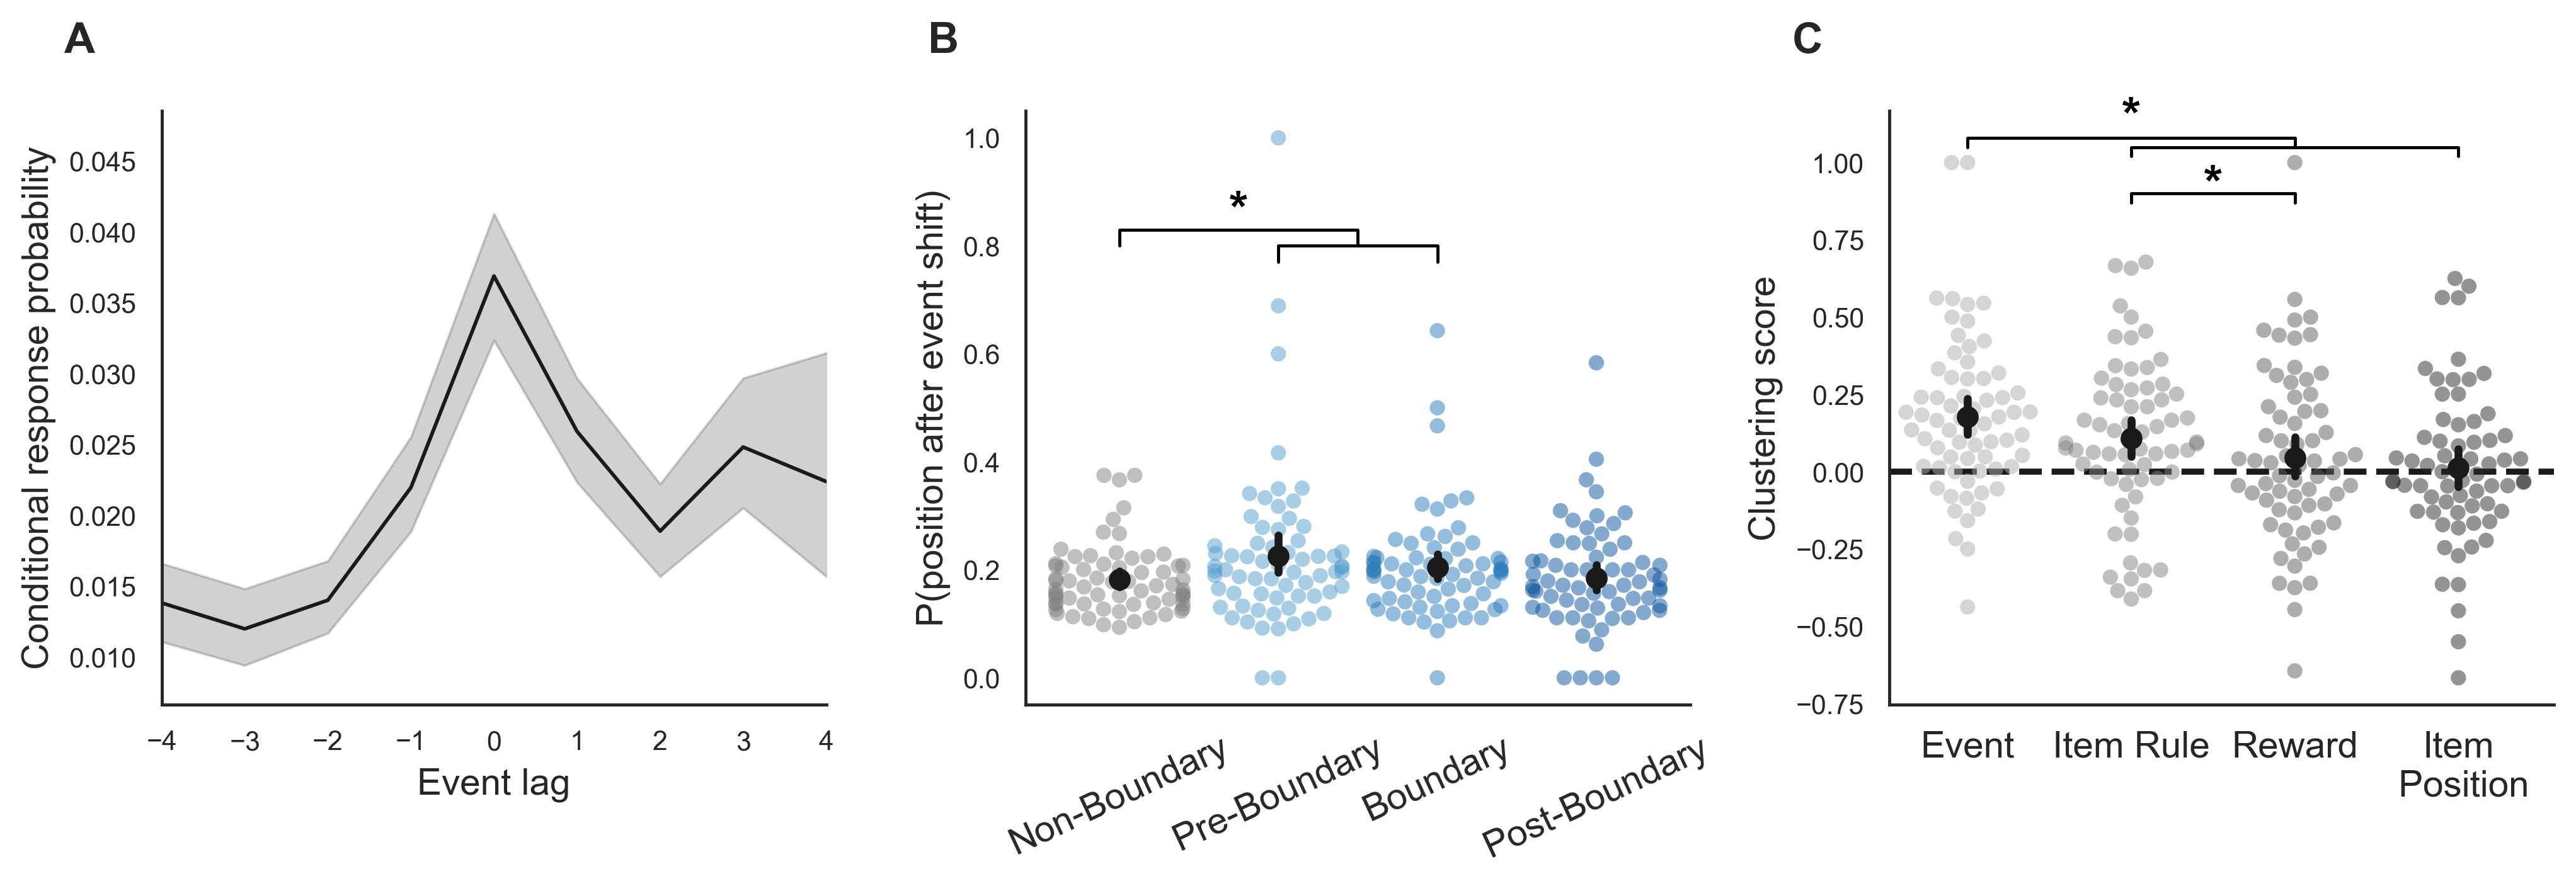 A
Conditional response probability
0.045
0.040
0.035
0.030
0.025
0.020
0.015
0.010
−4 −3 −2 −1 0 1 2 3 4
Event lag
B
P(position after event shift)
1.0
0.8
0.6
0.4
0.2
0.0
*
Non-Boundary
Pre-Boundary
Boundary
Post-Boundary
C
Clustering score
1.00
0.75
0.50
0.25
0.00
−0.25
−0.50
−0.75
*
*
Event
Item Rule
Reward
Item
Position